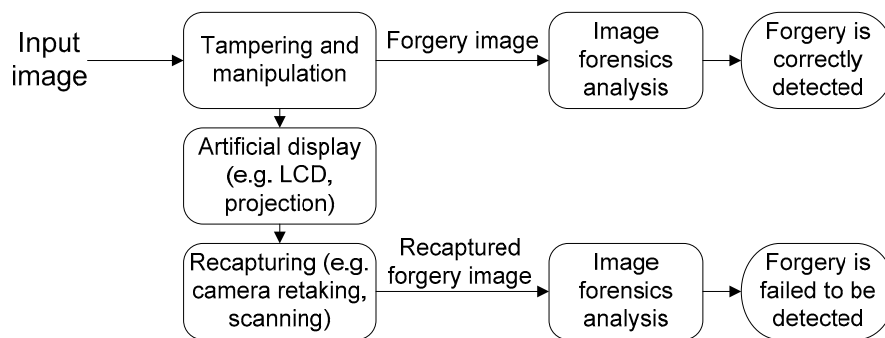 Input
image
Tampering and
manipulation
Forgery image
Image
forensics
analysis
Forgery is
correctly
detected
Artificial display
(e.g. LCD,
projection)
Recapturing (e.g.
camera retaking,
scanning)
Recaptured
forgery image
Image
forensics
analysis
Forgery is
failed to be
detected